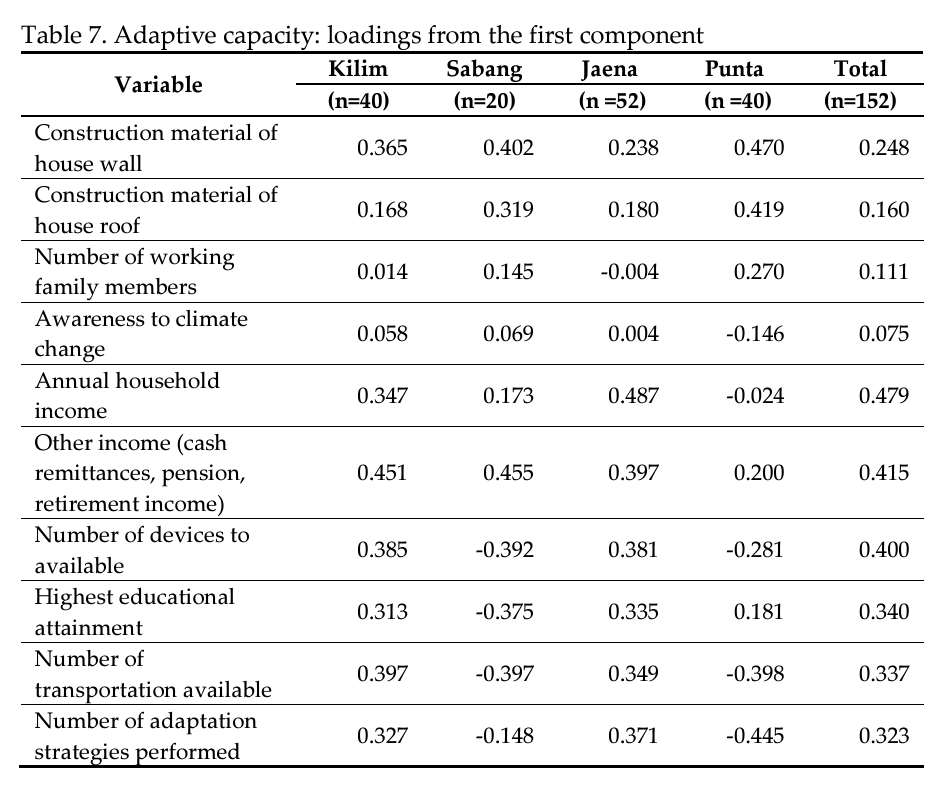 Table 7. Adaptive capacity: loadings from the first component
Variable Kilim Sabang Jaena Punta Total
(n=40) (n=20) (n =52) (n =40) (n=152)
Construction material of
house wall 0.365 0.402 0.238 0.470 0.248
Construction material of
house roof 0.168 0.319 0.180 0.419 0.160
Number of working
family members 0.014 0.145 -0.004 0.270 0.111
Awareness to climate
change 0.058 0.069 0.004 -0.146 0.075
Annual household
income 0.347 0.173 0.487 -0.024 0.479
Other income (cash
remittances, pension, 0.451 0.455 0.397 0.200 0.415
retirement income)
Number of devices to
available 0.385 -0.392 0.381 -0.281 0.400
Highest educational
attainment 0.313 -0.375 0.335 0.181 0.340
Number of
transportation available 0.397 -0.397 0.349 -0.398 0.337
Number of adaptation
strategies performed 0.327 -0.148 0.371 -0.445 0.323